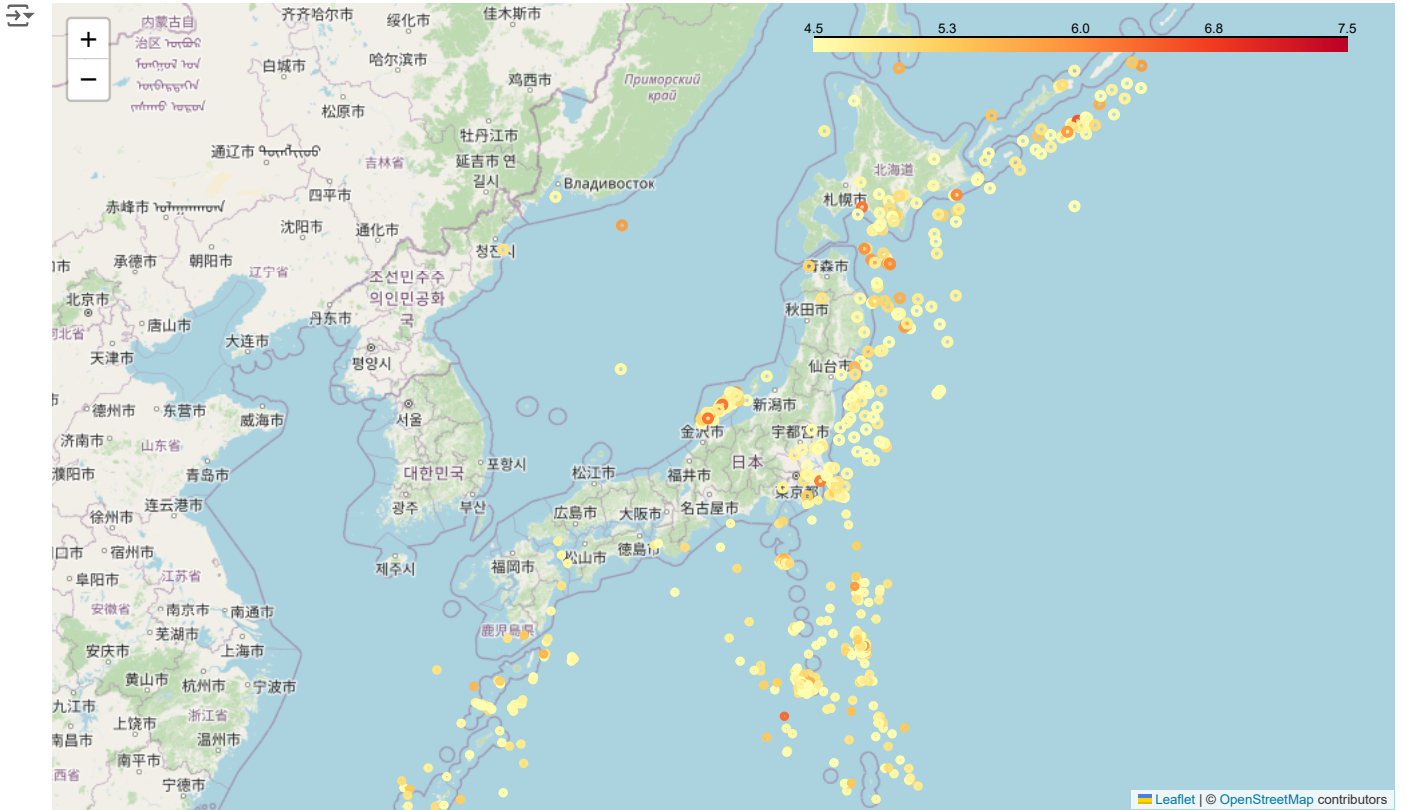 +
−
4.5 5.3 6.0 6.8 7.5
内蒙古自
治区
齐齐哈尔市
绥化市
佳木斯市
白城市
哈尔滨市
鸡西市
Приморский
край
松原市
牡丹江市
通辽市
吉林省
延吉市 연
길시
Владивосток
四平市
赤峰市
沈阳市
通化市
청진시
北海道
札幌市
承德市
朝阳市
辽宁省
조선민주주
의인민공화
국
青森市
北京市
河北省
唐山市
丹东市
大连市
天津市
평양시
秋田市
仙台市
德州市
东营市
威海市
서울
新潟市
济南市
山东省
金沢市
宇都宮市
濮阳市
青岛市
대한민국
포항시
松江市
福井市
日本
東京都
连云港市
광주
부산
広島市
大阪市
名古屋市
徐州市
宿州市
제주시
福岡市
松山市
徳島市
阜阳市
江苏省
安徽省
南京市
南通市
鹿児島県
芜湖市
安庆市
上海市
黄山市
杭州市
宁波市
九江市
上饶市
浙江省
南昌市
温州市
南平市
宁德市
Leaflet | © OpenStreetMap contributors